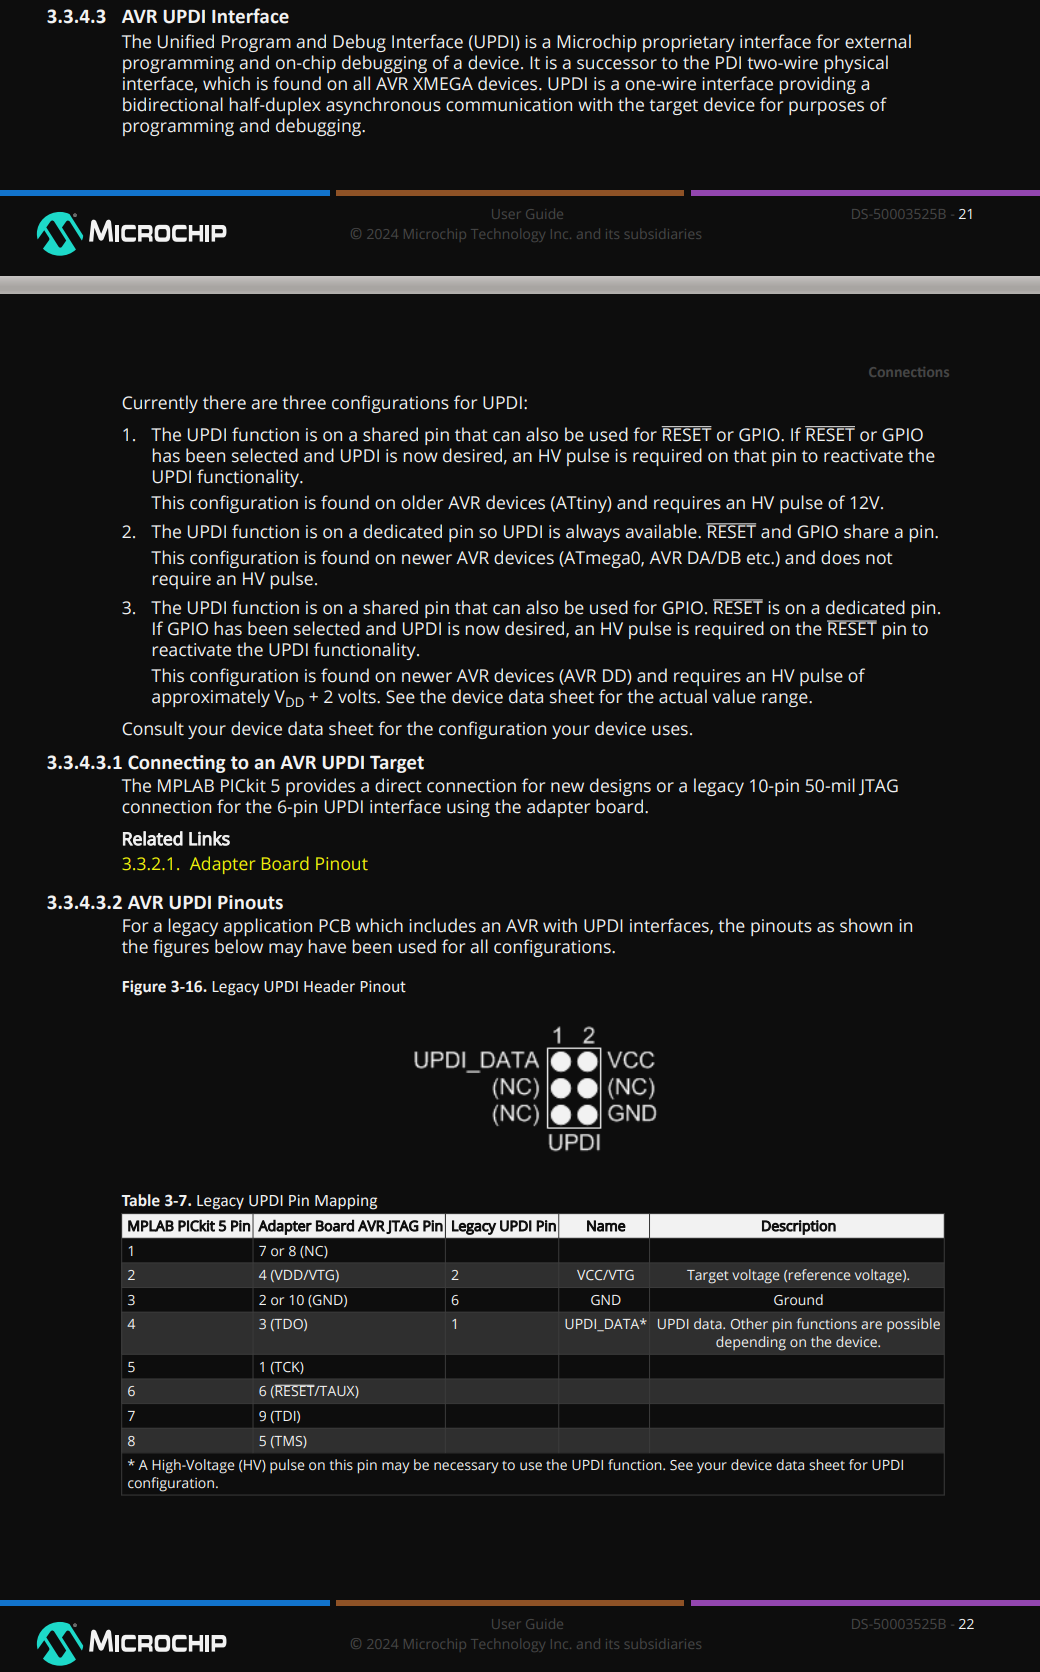 3.3.4.3 AVR UPDI Interface
The Unified Program and Debug Interface (UPDI) is a Microchip proprietary interface for external
programming and on-chip debugging of a device. It is a successor to the PDI two-wire physical
interface, which is found on all AVR XMEGA devices. UPDI is a one-wire interface providing a
bidirectional half-duplex asynchronous communication with the target device for purposes of
programming and debugging.
User Guide
DS-50003525B - 21
MICROCHIP
© 2024 Microchip Technology Inc. and its subsidiaries
Connections
Currently there are three configurations for UPDI:
1. The UPDI function is on a shared pin that can also be used for RESET or GPIO. If RESET or GPIO
has been selected and UPDI is now desired, an HV pulse is required on that pin to reactivate the
UPDI functionality.
This configuration is found on older AVR devices (ATtiny) and requires an HV pulse of 12V.
2. The UPDI function is on a dedicated pin so UPDI is always available. RESET and GPIO share a pin.
This configuration is found on newer AVR devices (ATmega0, AVR DA/DB etc.) and does not
require an HV pulse.
3. The UPDI function is on a shared pin that can also be used for GPIO. RESET is on a dedicated pin.
If GPIO has been selected and UPDI is now desired, an HV pulse is required on the RESET pin to
reactivate the UPDI functionality.
This configuration is found on newer AVR devices (AVR DD) and requires an HV pulse of
approximately VDD + 2 volts. See the device data sheet for the actual value range.
Consult your device data sheet for the configuration your device uses.
3.3.4.3.1 Connecting to an AVR UPDI Target
The MPLAB PICkit 5 provides a direct connection for new designs or a legacy 10-pin 50-mil JTAG
connection for the 6-pin UPDI interface using the adapter board.
Related Links
3.3.2.1. Adapter Board Pinout
3.3.4.3.2 AVR UPDI Pinouts
For a legacy application PCB which includes an AVR with UPDI interfaces, the pinouts as shown in
the figures below may have been used for all configurations.
Figure 3-16. Legacy UPDI Header Pinout
1 2
UPDI_DATA VCC
(NC) (NC)
(NC) GND
UPDI
Table 3-7. Legacy UPDI Pin Mapping
MPLAB PICkit 5 Pin Adapter Board AVR JTAG Pin Legacy UPDI Pin Name Description
1 7 or 8 (NC)
2 4 (VDD/VTG) 2 VCC/VTG Target voltage (reference voltage).
3 2 or 10 (GND) 6 GND Ground
4 3 (TDO) 1 UPDI_DATA* UPDI data. Other pin functions are possible
depending on the device.
5 1 (TCK)
6 6 (RESET/TAUX)
7 9 (TDI)
8 5 (TMS)
* A High-Voltage (HV) pulse on this pin may be necessary to use the UPDI function. See your device data sheet for UPDI
configuration.
User Guide
DS-50003525B - 22
MICROCHIP
© 2024 Microchip Technology Inc. and its subsidiaries